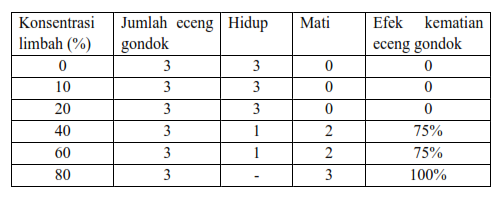 Konsentrasi limbah (%) Jumlah eceng gondok Hidup Mati Efek kematian eceng gondok
0 3 3 0 0
10 3 3 0 0
20 3 3 0 0
40 3 1 2 75%
60 3 1 2 75%
80 3 - 3 100%